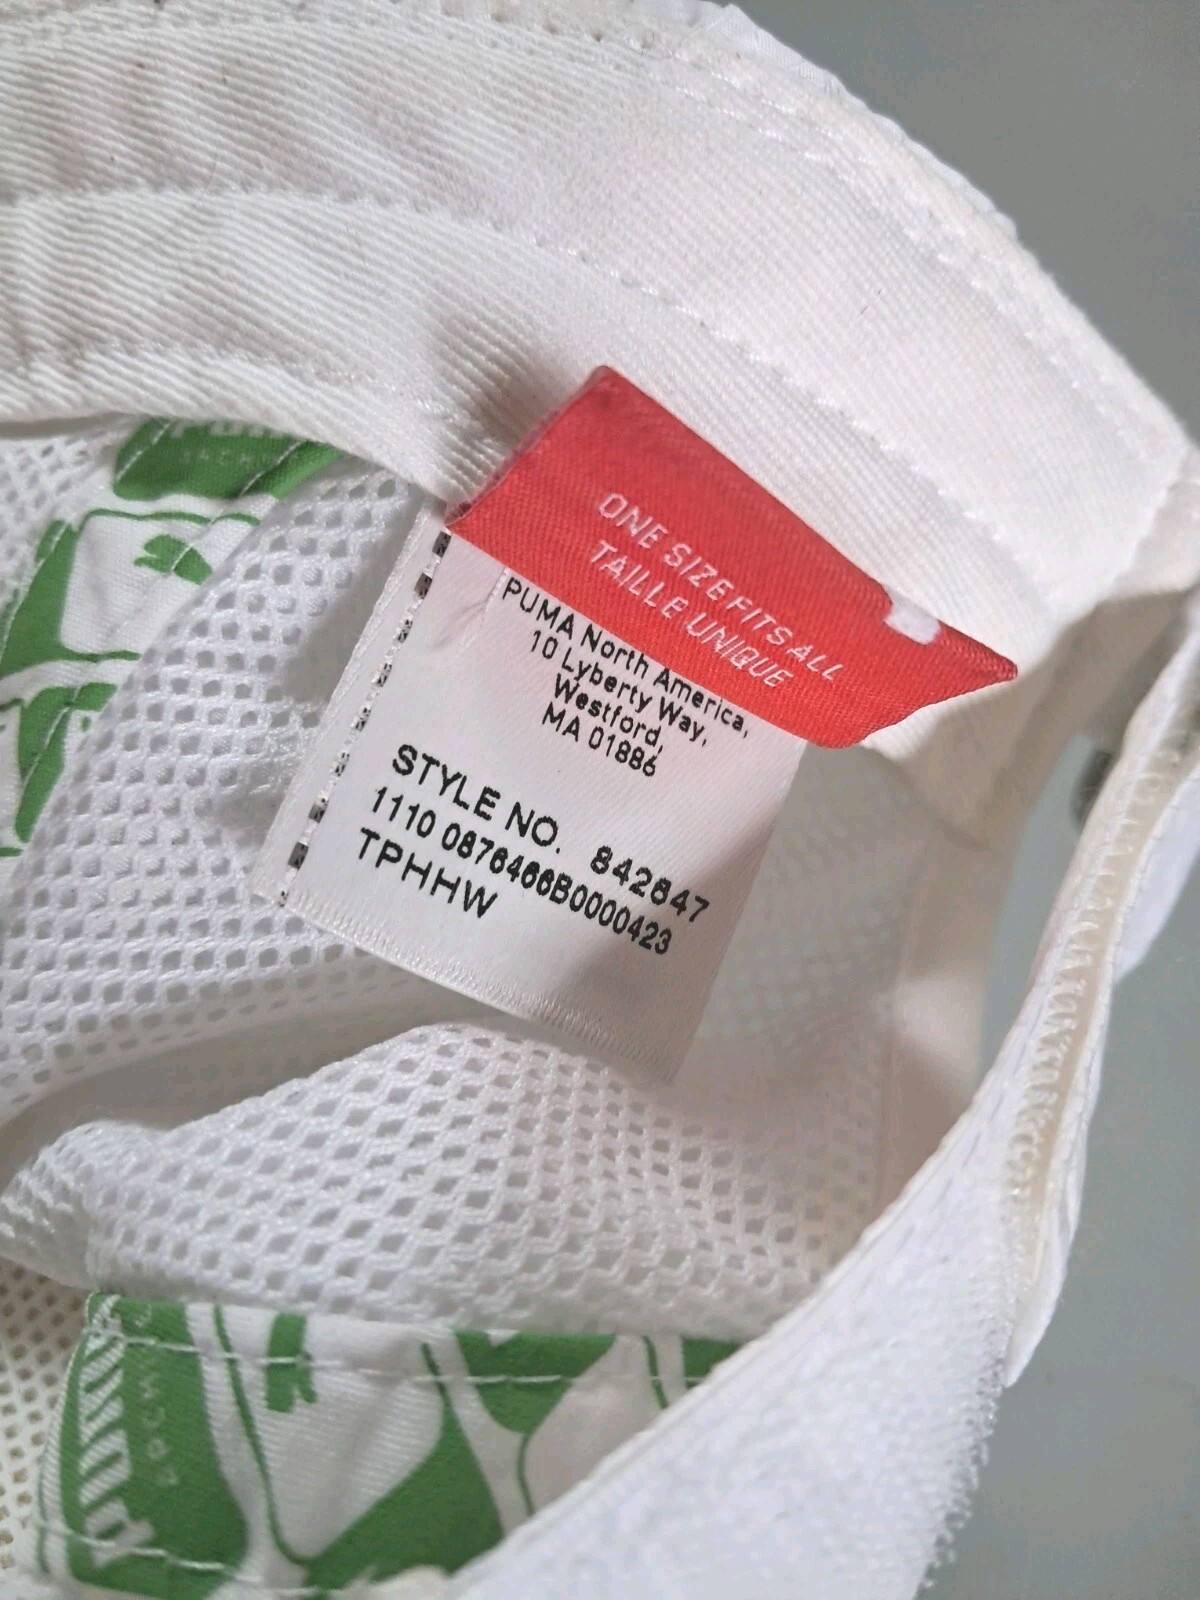 ONE SIZE FITS ALL
TAILLE UNIQUE
PUMA North America,
10 Lyberty Way,
Westford,
MA 01886
STYLE NO. 842847
1110 0876466B0000423
TPHHW
puma